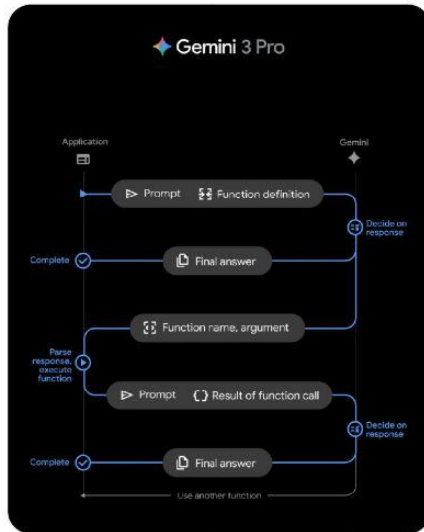 Gemini 3 Pro
Application
Gemini
Prompt Function definition
Decide on
response
Complete
Final answer
Function name, argument
Parse
response,
execute
function
Prompt Result of function call
Decide on
response
Complete
Final answer
Use another function